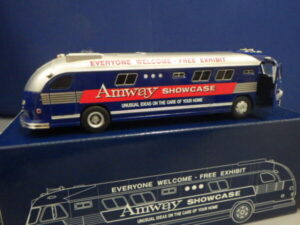 EVERYONE WELCOME - FREE EXHIBIT
Amway SHOWCASE
UNUSUAL IDEAS ON THE CARE OF YOUR HOME
EVERYONE WELCOME - FREE EXHIBIT
Amway SHOWCASE
UNUSUAL IDEAS ON THE CARE OF YOUR HOME